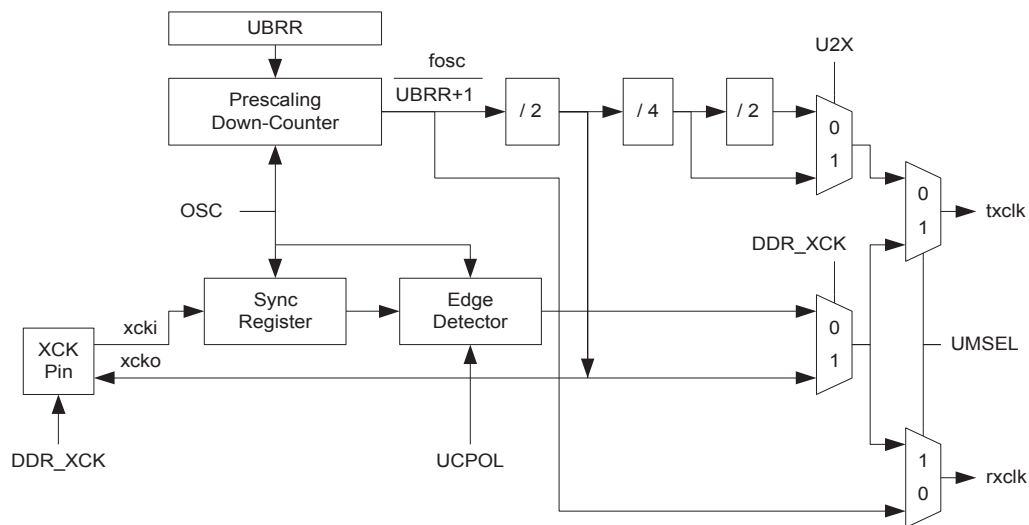 UBRR
U2X
fosc
UBRR+1
Prescaling
Down-Counter
/ 2
/ 4
/ 2
0
1
OSC
0
1
txclk
DDR_XCK
Sync
Register
Edge
Detector
xcki
0
1
UMSEL
XCK
Pin
xcko
DDR_XCK
UCPOL
1
0
rxclk